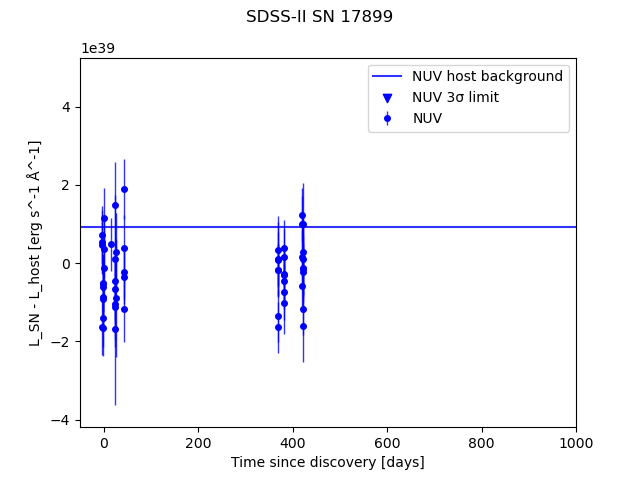 SDSS-II SN 17899
1e39
NUV host background
NUV 3σ limit
NUV
4
2
0
−2
−4
L_SN - L_host [erg s^-1 Å^-1]
0 200 400 600 800 1000
Time since discovery [days]